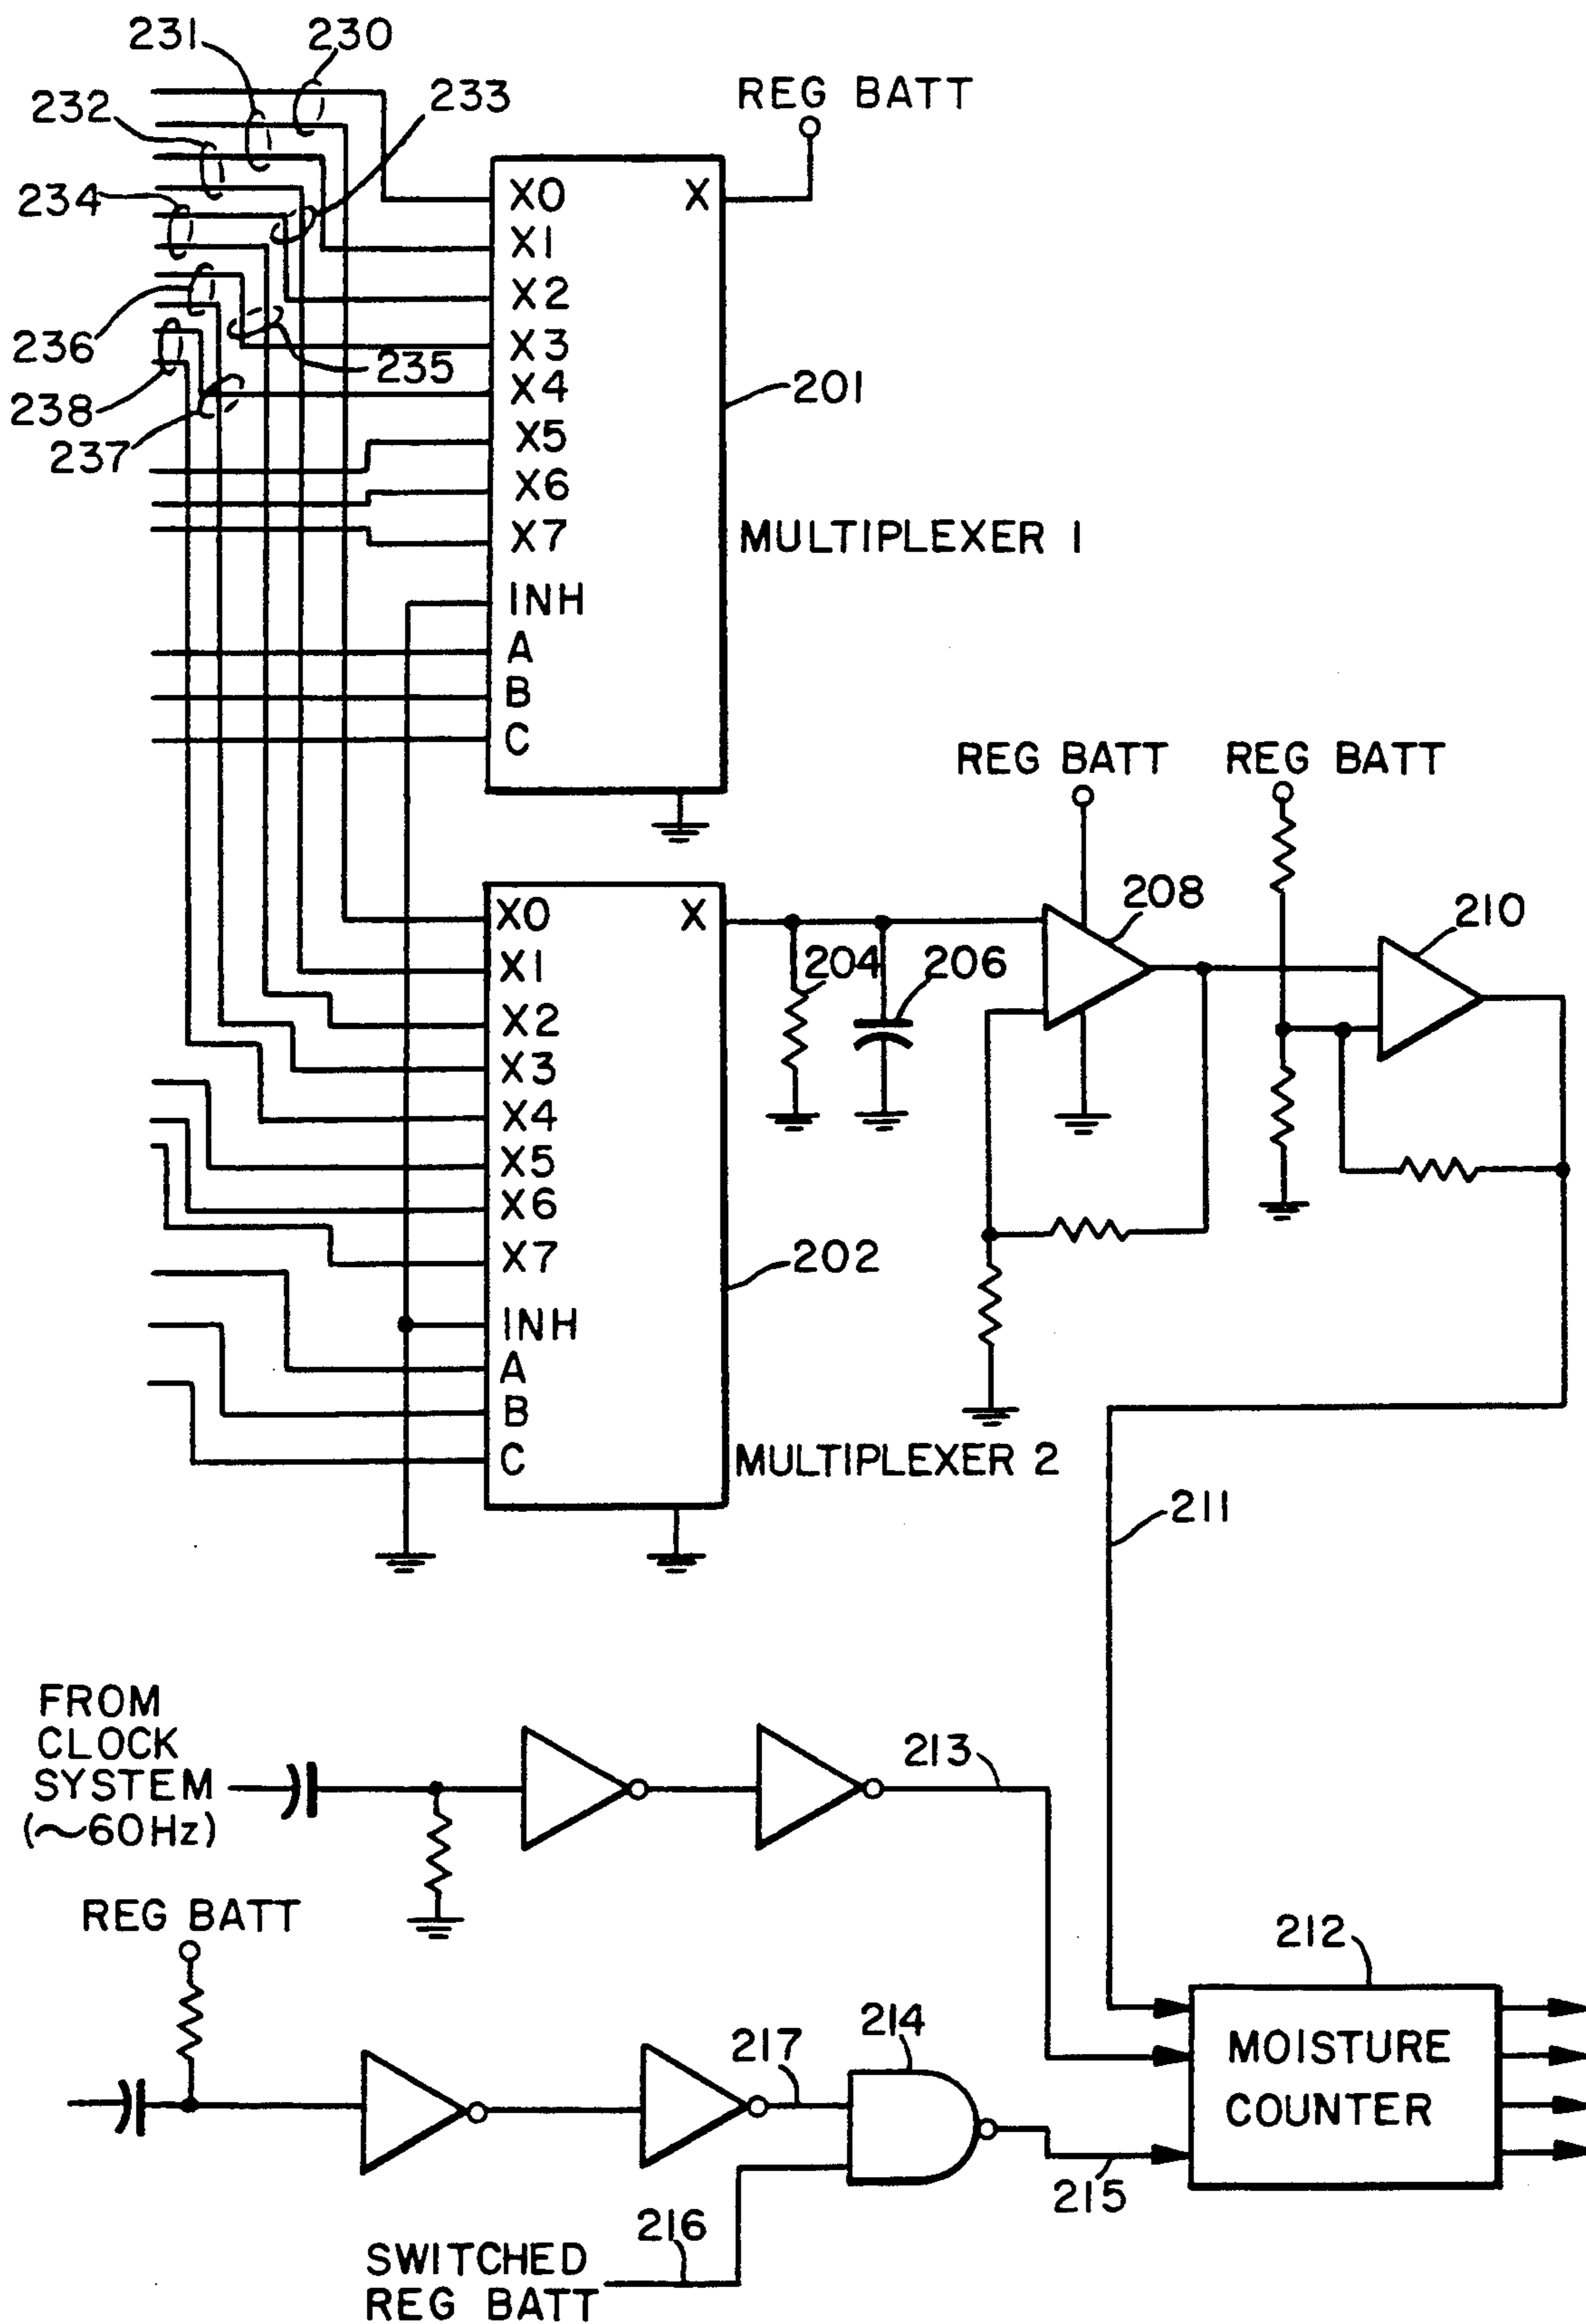 231
230
232
233
REG BATT
234
236
235
238
237
X0
X
X1
X2
X3
X4
X5
X6
X7
INH
A
B
C
201
MULTIPLEXER 1
REG BATT
REG BATT
208
210
X0
X
204
206
X1
X2
X3
X4
X5
X6
X7
INH
A
B
C
202
MULTIPLEXER 2
211
FROM
CLOCK
SYSTEM
(~60Hz)
213
REG BATT
212
217
214
MOISTURE
COUNTER
215
216
SWITCHED
REG BATT